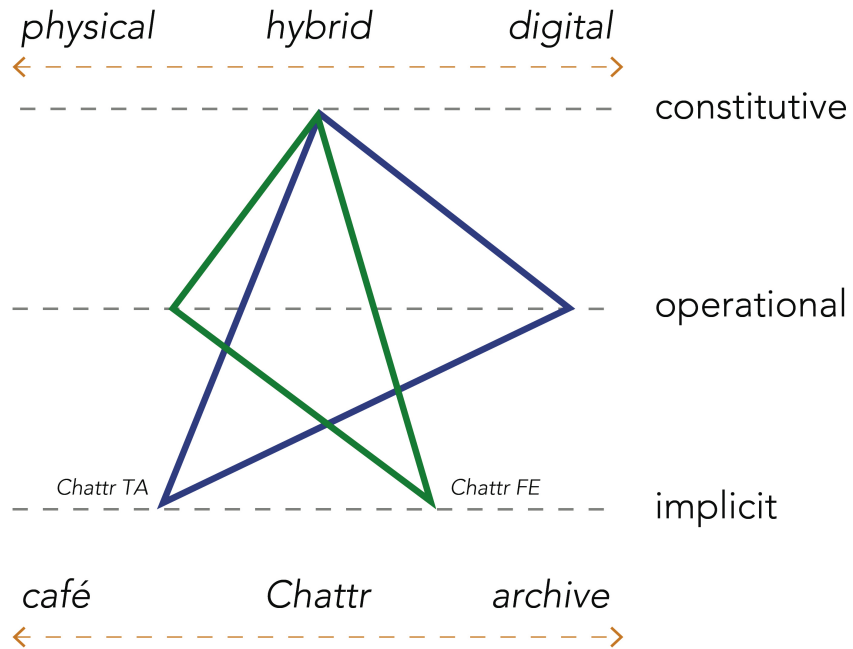 physical hybrid digital
constitutive
operational
Chattr TA Chattr FE
implicit
café Chattr archive